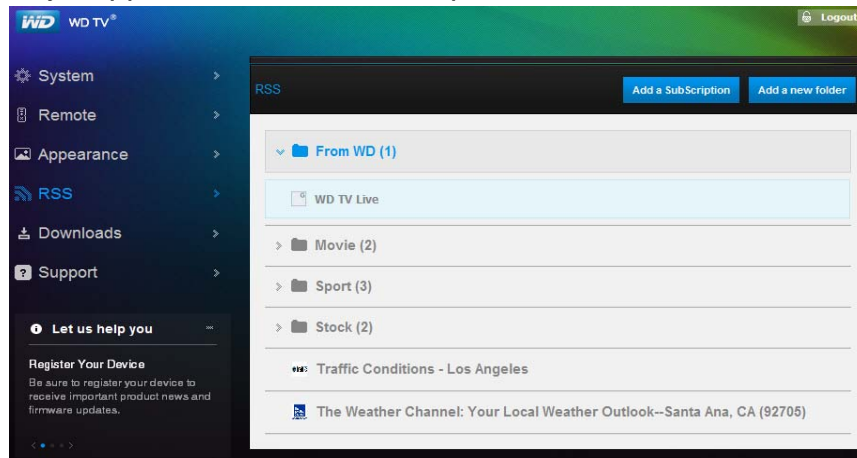 WD WD TV®
Logout
System
Remote
Appearance
RSS
Downloads
Support
Let us help you
Register Your Device
Be sure to register your device to
receive important product news and
firmware updates.
RSS
Add a SubScription
Add a new folder
From WD (1)
WD TV Live
Movie (2)
Sport (3)
Stock (2)
Traffic Conditions - Los Angeles
The Weather Channel: Your Local Weather Outlook--Santa Ana, CA (92705)